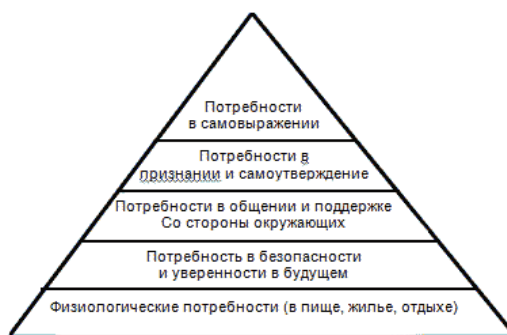 Потребности
в самовыражении
Потребности в
признании и самоутверждение
Потребности в общении и поддержке
Со стороны окружающих
Потребность в безопасности
и уверенности в будущем
Физиологические потребности (в пище, жилье, отдыхе)